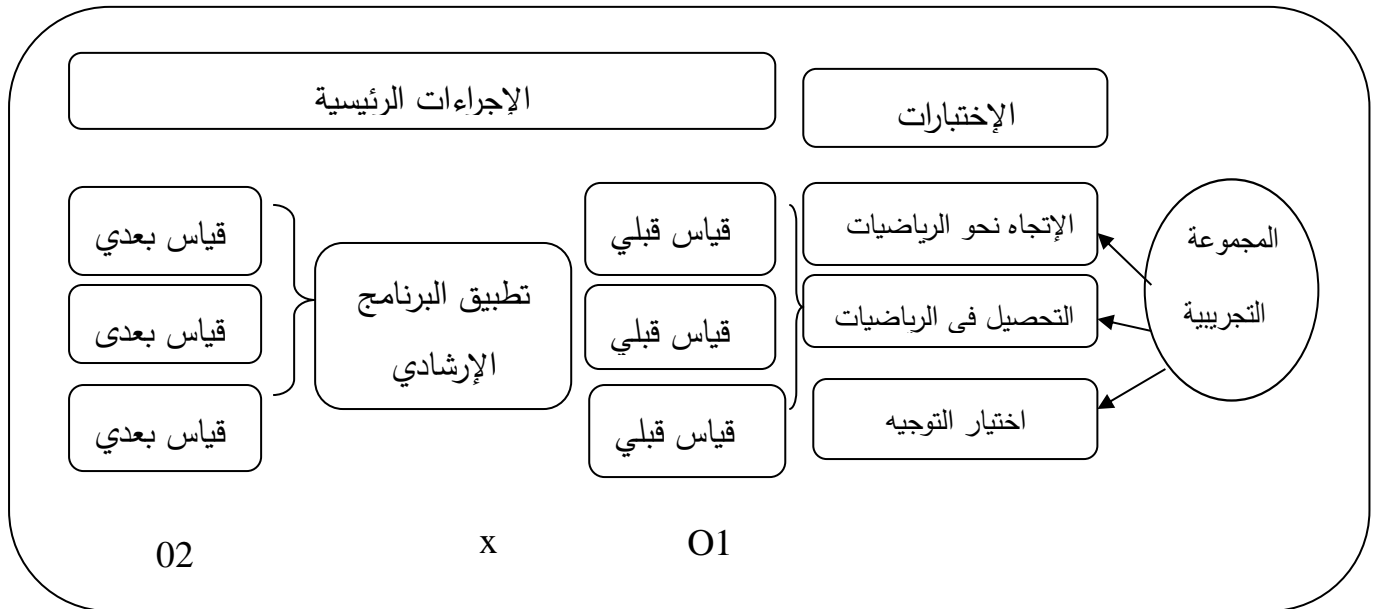 الإختبارات
الإجراءات الرئيسية
المجموعة
التجريبية
الإتجاه نحو الرياضيات
التحصيل فى الرياضيات
اختيار التوجيه
قياس قبلي
قياس قبلي
قياس قبلي
تطبيق البرنامج
الإرشادي
قياس بعدي
قياس بعدى
قياس بعدي
O1
x
02